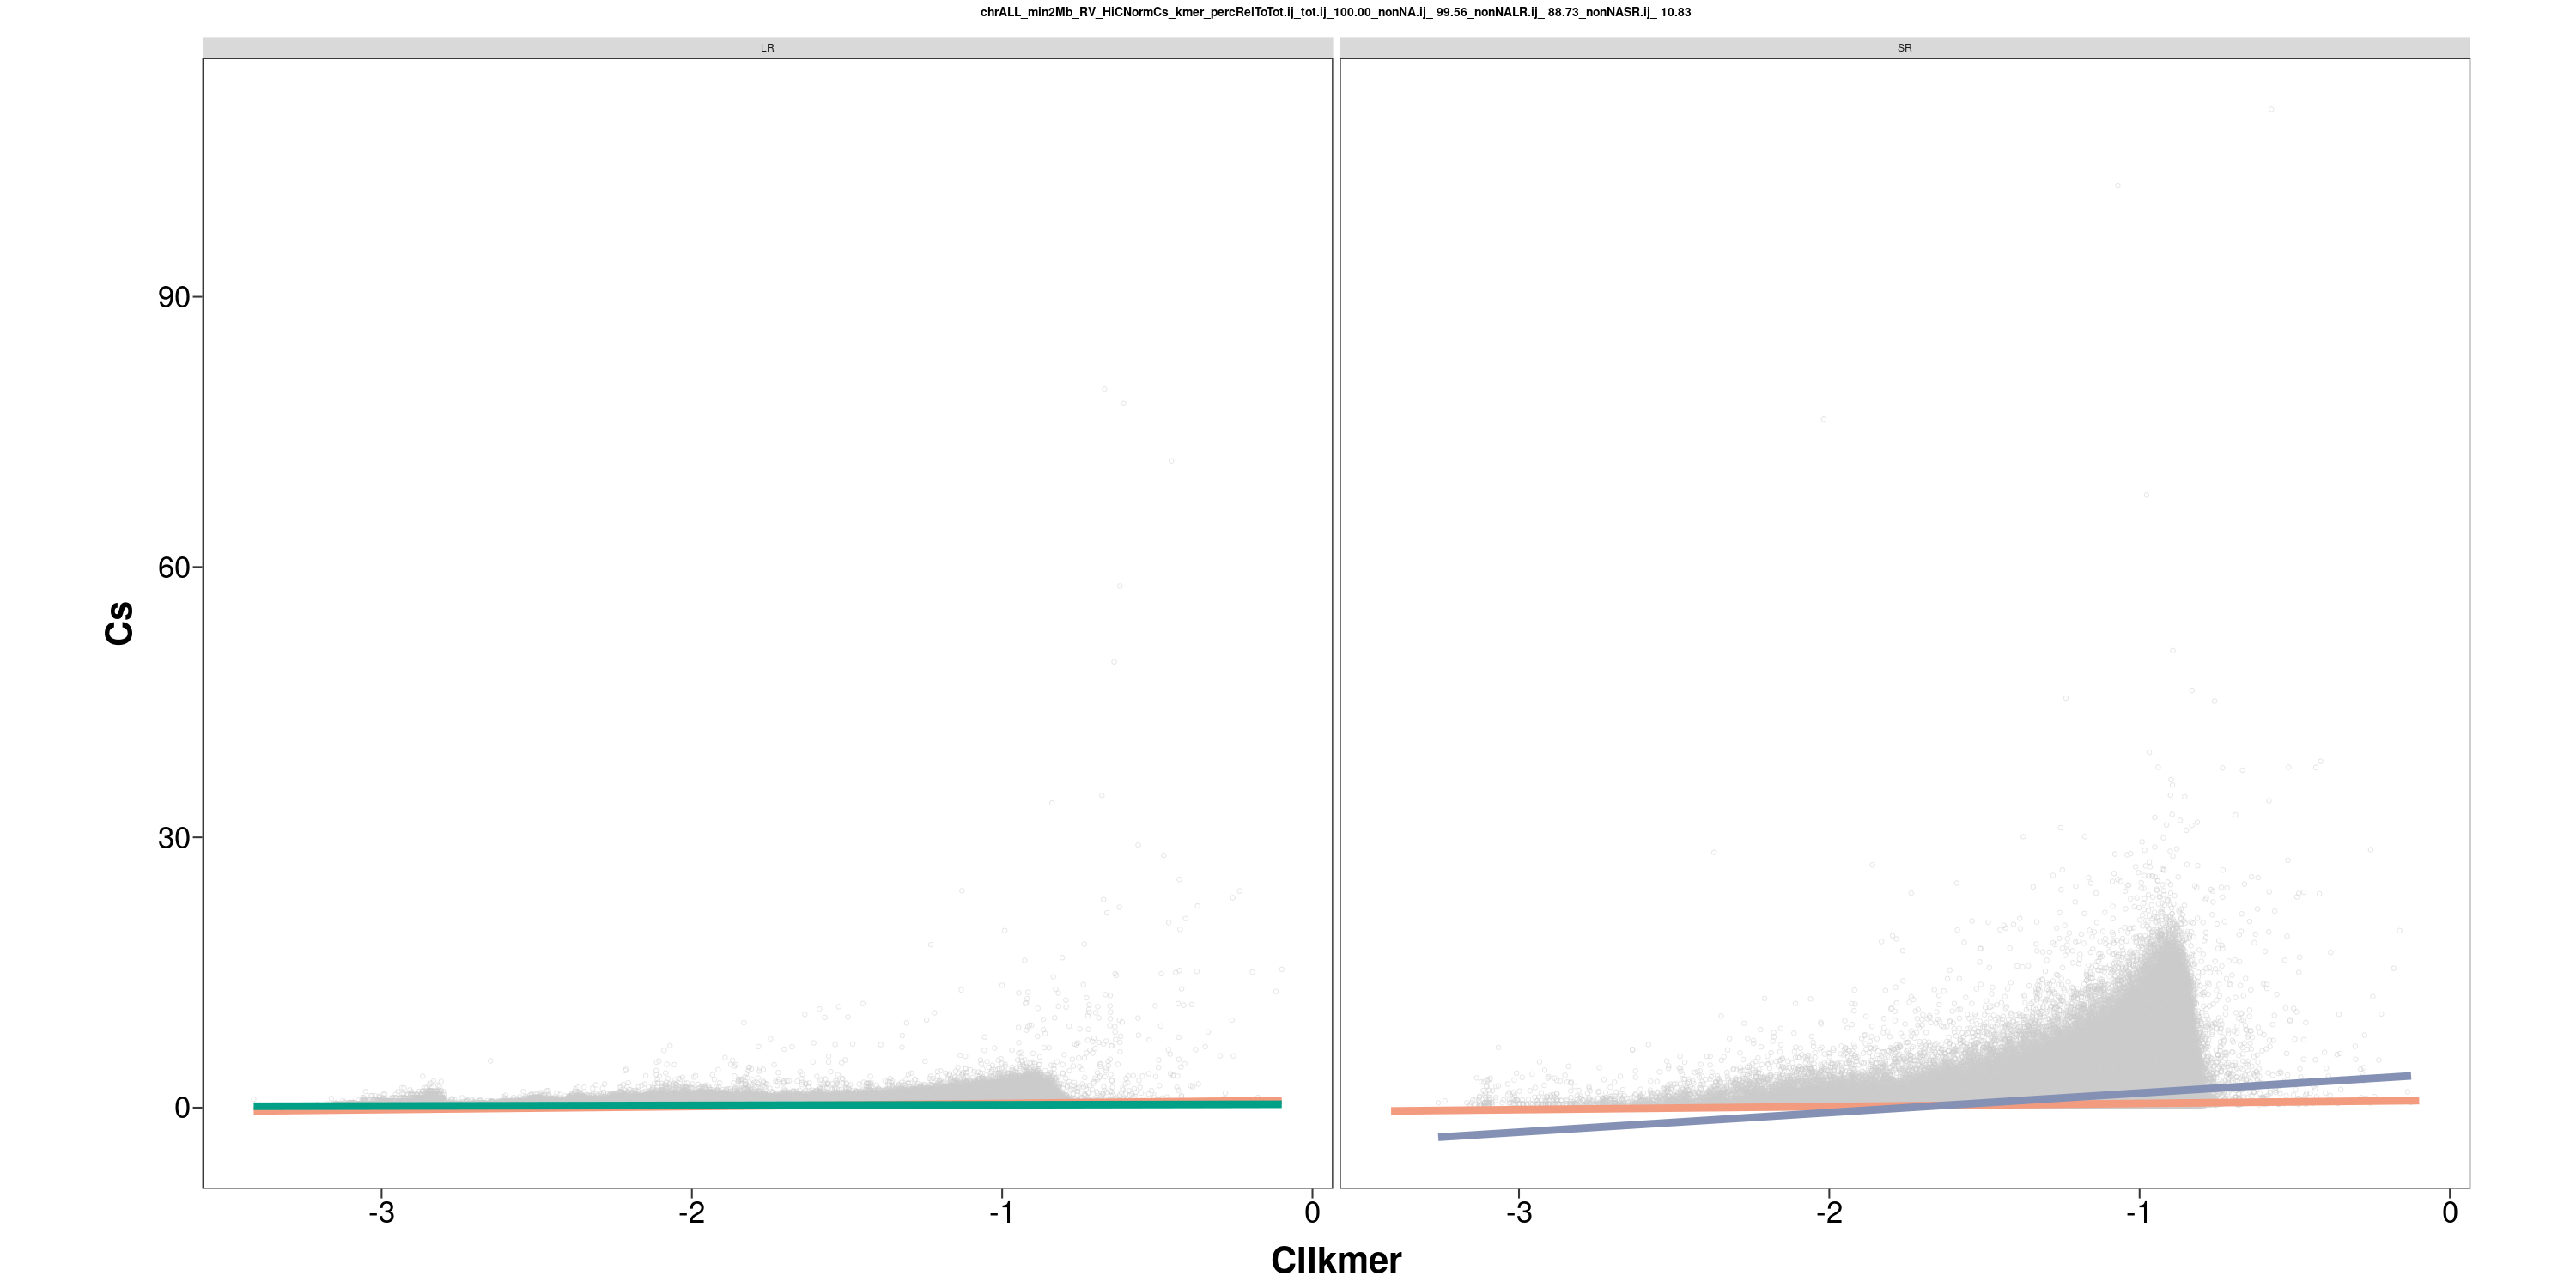 chrALL_min2Mb_RV_HiCNormCs_kmer_percRelToTot.ij_tot.ij_100.00_nonNA.ij_ 99.56_nonNALR.ij_ 88.73_nonNASR.ij_ 10.83
LR SR
90
60
30
0
Cs
-3 -2 -1 0 -3 -2 -1 0
CIIkmer